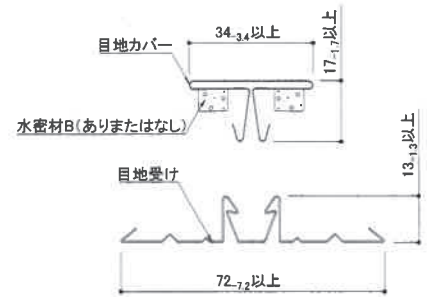 34₋₃.₄以上
目地カバー
17₋₁.₇以上
水密材B(ありまたはなし)
目地受け
13₋₁.₃以上
72₋₇.₂以上